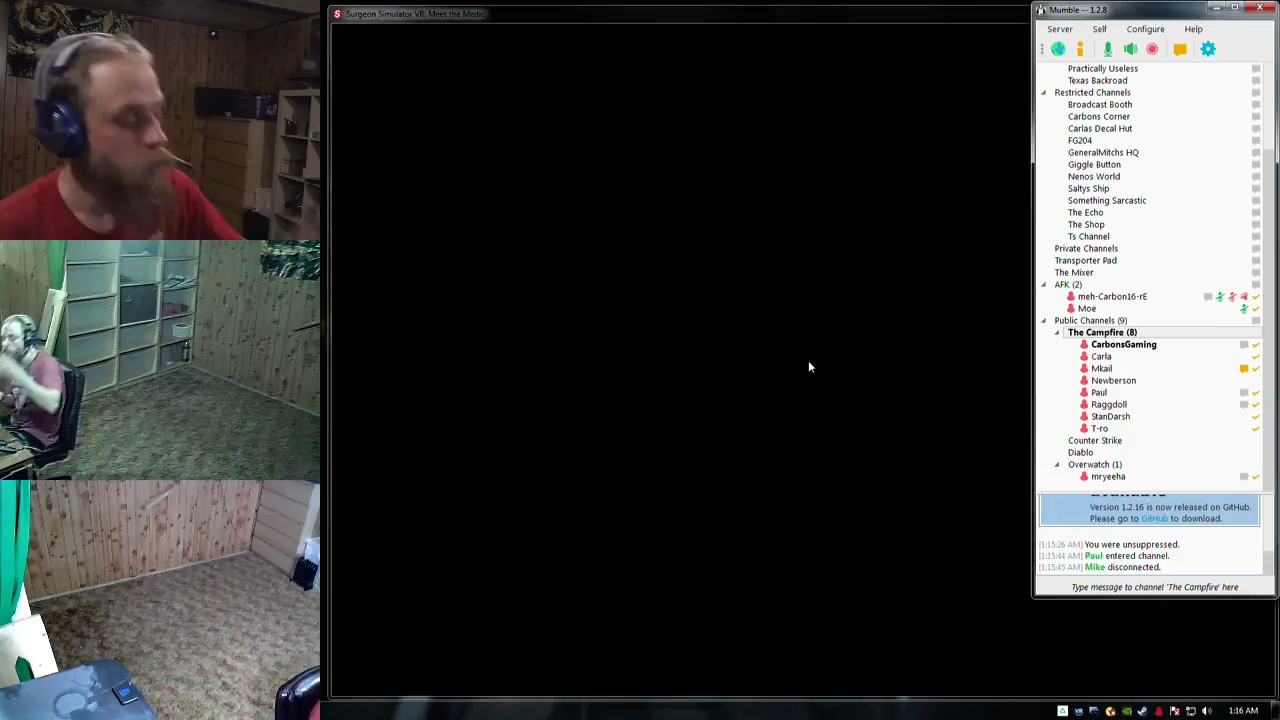 Surgeon Simulator VR: Meet the Medic
Mumble -- 1.2.8
Server Self Configure Help
Practically Useless
Texas Backroad
Restricted Channels
Broadcast Booth
Carbons Corner
Carlas Decal Hut
FG204
GeneralMitchs HQ
Giggle Button
Nenos World
Saltys Ship
Something Sarcastic
The Echo
The Shop
Ts Channel
Private Channels
Transporter Pad
The Mixer
AFK (2)
meh-Carbon16-rE
Moe
Public Channels (9)
The Campfire (8)
CarbonsGaming
Carla
Mkail
Newberson
Paul
Raggdoll
StanDarsh
T-ro
Counter Strike
Diablo
Overwatch (1)
mryeeha
Version 1.2.16 is now released on GitHub.
Please go to GitHub to download.
[1:15:26 AM] You were unsuppressed.
[1:15:44 AM] Paul entered channel.
[1:15:45 AM] Mike disconnected.
Type message to channel 'The Campfire' here
1:16 AM